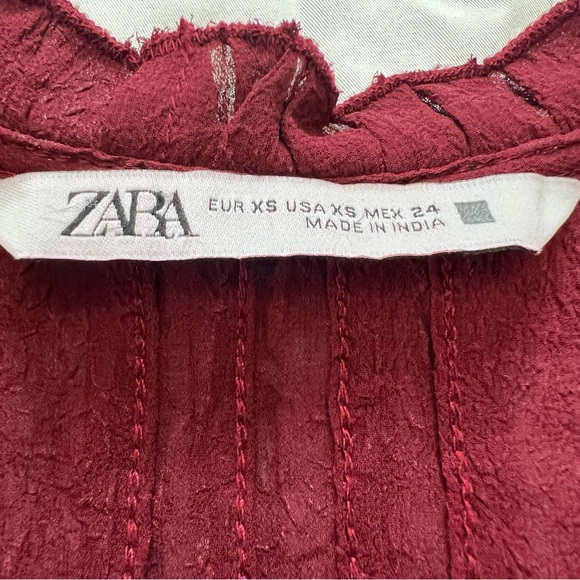 ZARA
EUR XS USA XS MEX 24
MADE IN INDIA